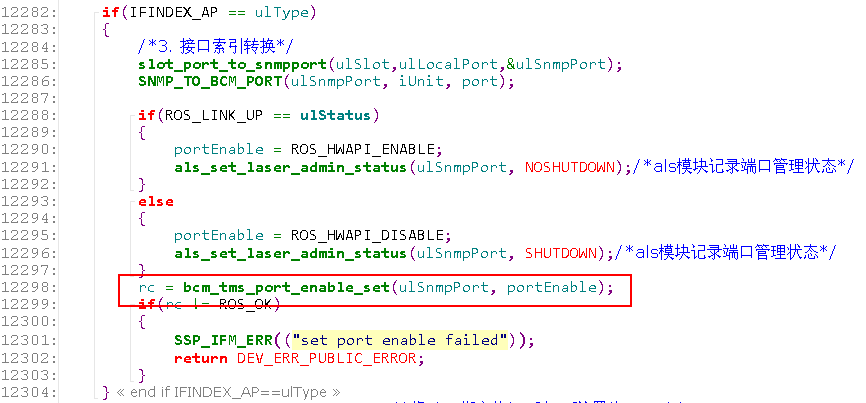 12282: if(IFINDEX_AP == ulType)
12283: {
12284: /*3. 接口索引转换*/
12285: slot_port_to_snmpport(ulSlot,ulLocalPort,&ulSnmpPort);
12286: SNMP_TO_BCM_PORT(ulSnmpPort, iUnit, port);
12287:
12288: if(ROS_LINK_UP == ulStatus)
12289: {
12290: portEnable = ROS_HWAPI_ENABLE;
12291: als_set_laser_admin_status(ulSnmpPort, NOSHUTDOWN);/*als模块记录端口管理状态*/
12292: }
12293: else
12294: {
12295: portEnable = ROS_HWAPI_DISABLE;
12296: als_set_laser_admin_status(ulSnmpPort, SHUTDOWN);/*als模块记录端口管理状态*/
12297: }
12298: rc = bcm_tms_port_enable_set(ulSnmpPort, portEnable);
12299: if(rc != ROS_OK)
12300: {
12301: SSP_IFM_ERR(("set port enable failed"));
12302: return DEV_ERR_PUBLIC_ERROR;
12303: }
12304: } « end if IFINDEX_AP==ulType »